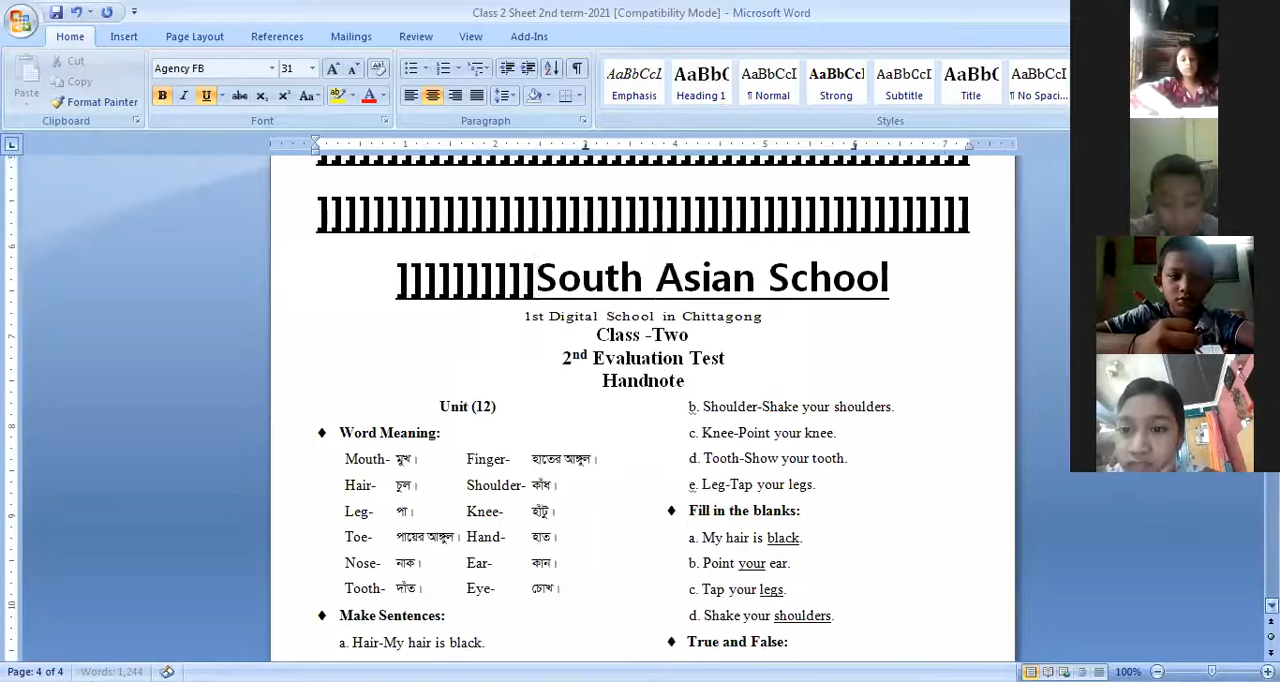 Class 2 Sheet 2nd term-2021 [Compatibility Mode] - Microsoft Word
Home Insert Page Layout References Mailings Review View Add-Ins
Cut
Copy
Paste
Format Painter
Clipboard
Agency FB 31
Font
Paragraph
AaBbCcI AaBbC AaBbCcI AaBbCcI AaBbCcI AaBbC AaBbCcI
Emphasis Heading 1 ¶ Normal Strong Subtitle Title ¶ No Spaci...
Styles
]]]]]]]]]]South Asian School
1st Digital School in Chittagong
Class -Two
2nd Evaluation Test
Handnote
Unit (12)
♦ Word Meaning:
Mouth- মুখ। Finger- হাতের আঙ্গুল।
Hair- চুল। Shoulder- কাঁধ।
Leg- পা। Knee- হাঁটু।
Toe- পায়ের আঙ্গুল। Hand- হাত।
Nose- নাক। Ear- কান।
Tooth- দাঁত। Eye- চোখ।
♦ Make Sentences:
a. Hair-My hair is black.
b. Shoulder-Shake your shoulders.
c. Knee-Point your knee.
d. Tooth-Show your tooth.
e. Leg-Tap your legs.
♦ Fill in the blanks:
a. My hair is black.
b. Point your ear.
c. Tap your legs.
d. Shake your shoulders.
♦ True and False:
Page: 4 of 4 Words: 1,244 100%